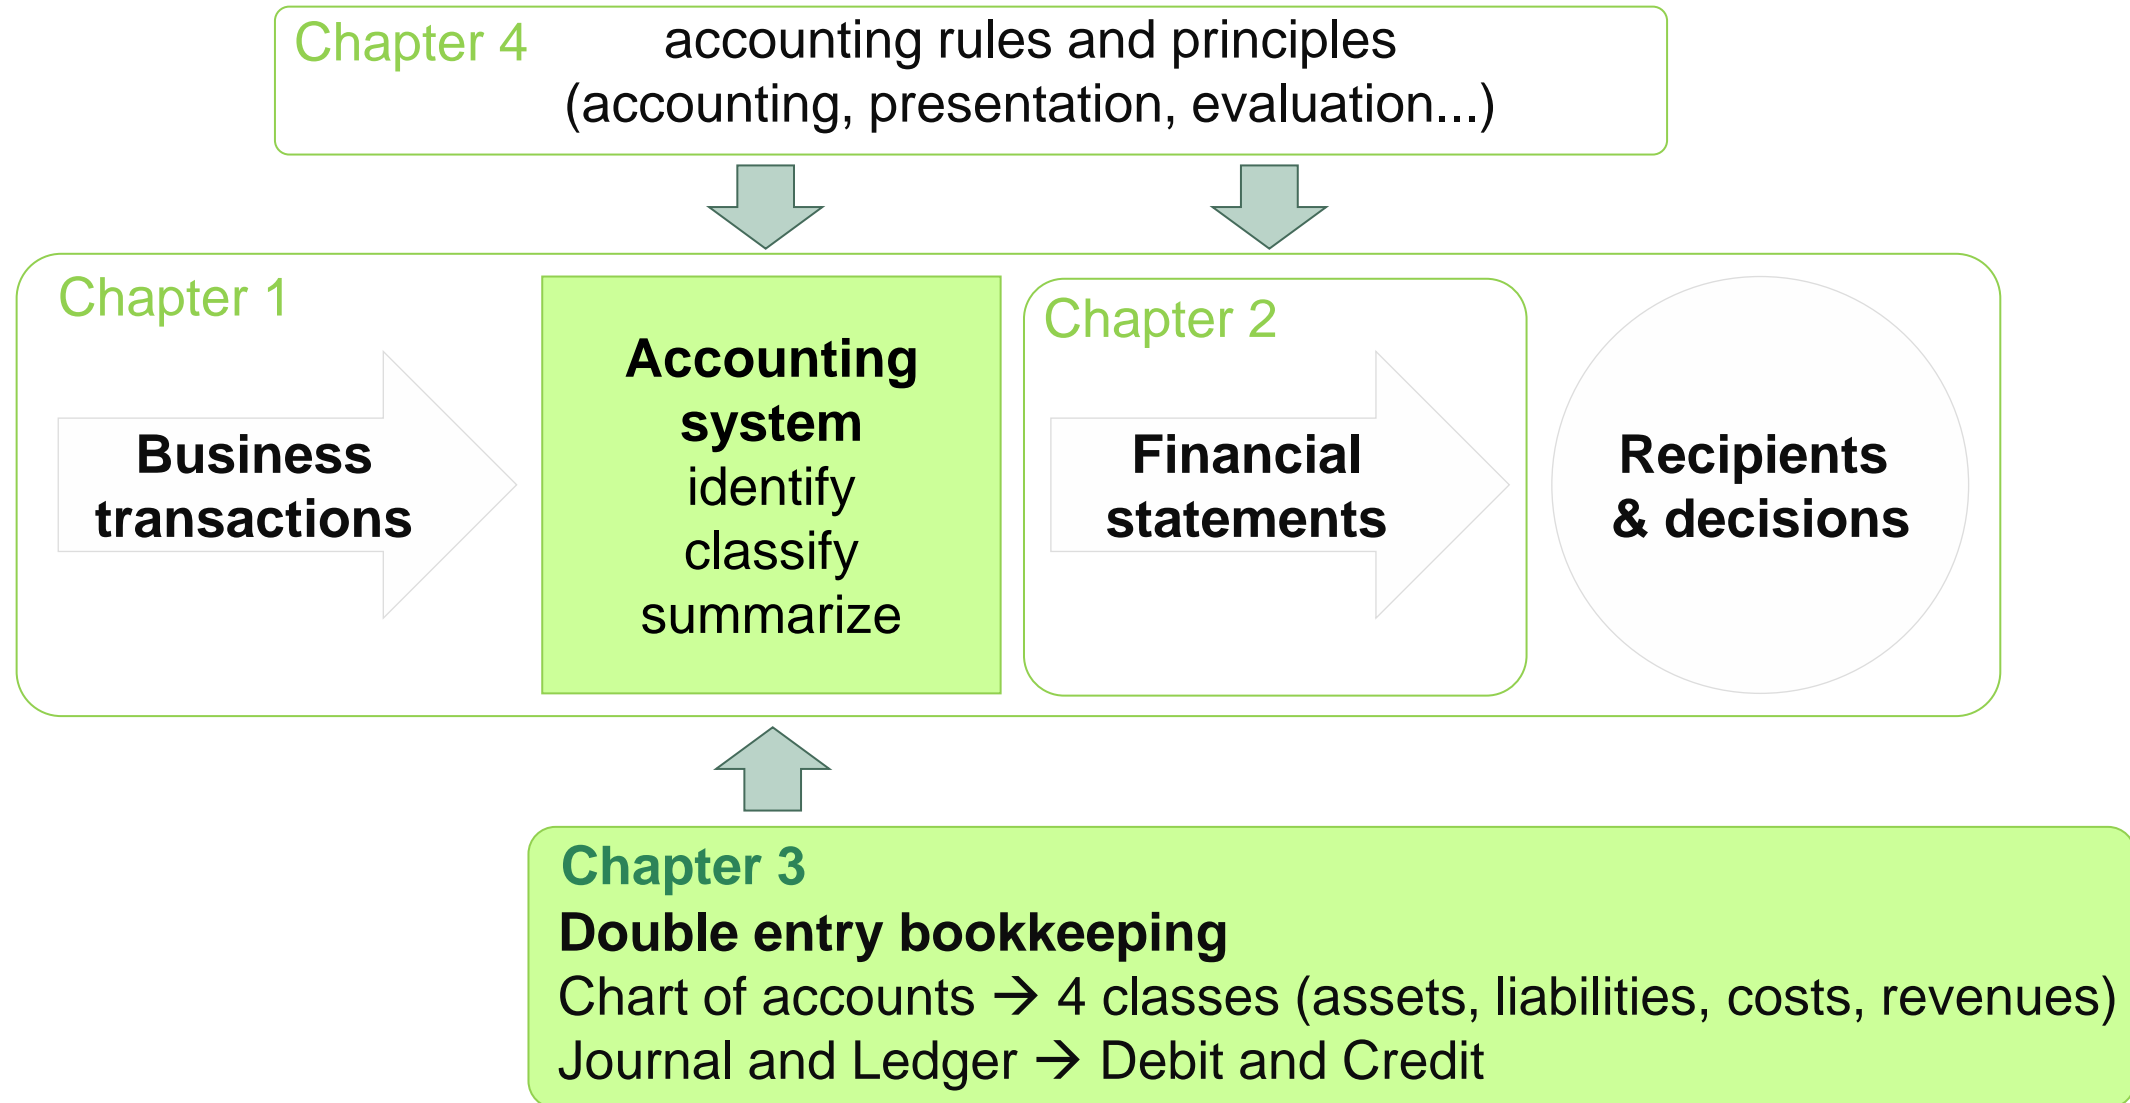 Chapter 4
accounting rules and principles
(accounting, presentation, evaluation...)
Chapter 1
Business
transactions
Accounting
system
identify
classify
summarize
Chapter 2
Financial
statements
Recipients
& decisions
Chapter 3
Double entry bookkeeping
Chart of accounts → 4 classes (assets, liabilities, costs, revenues)
Journal and Ledger → Debit and Credit